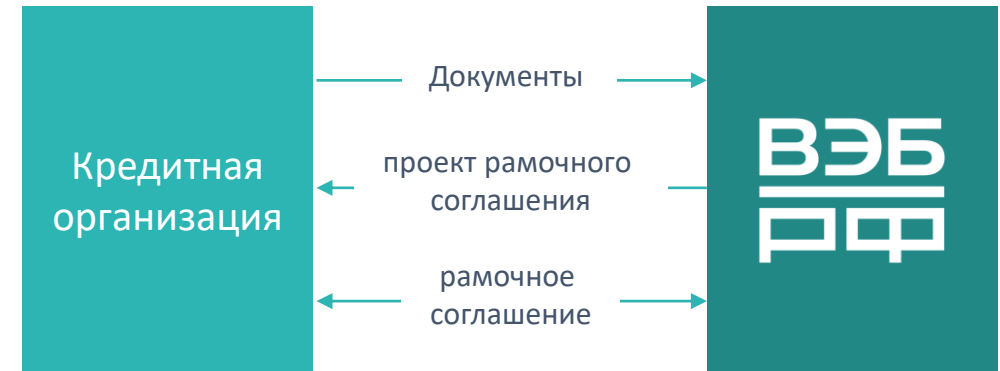 Кредитная
организация
Документы
проект рамочного
соглашения
рамочное
соглашение
ВЭБ
РФ